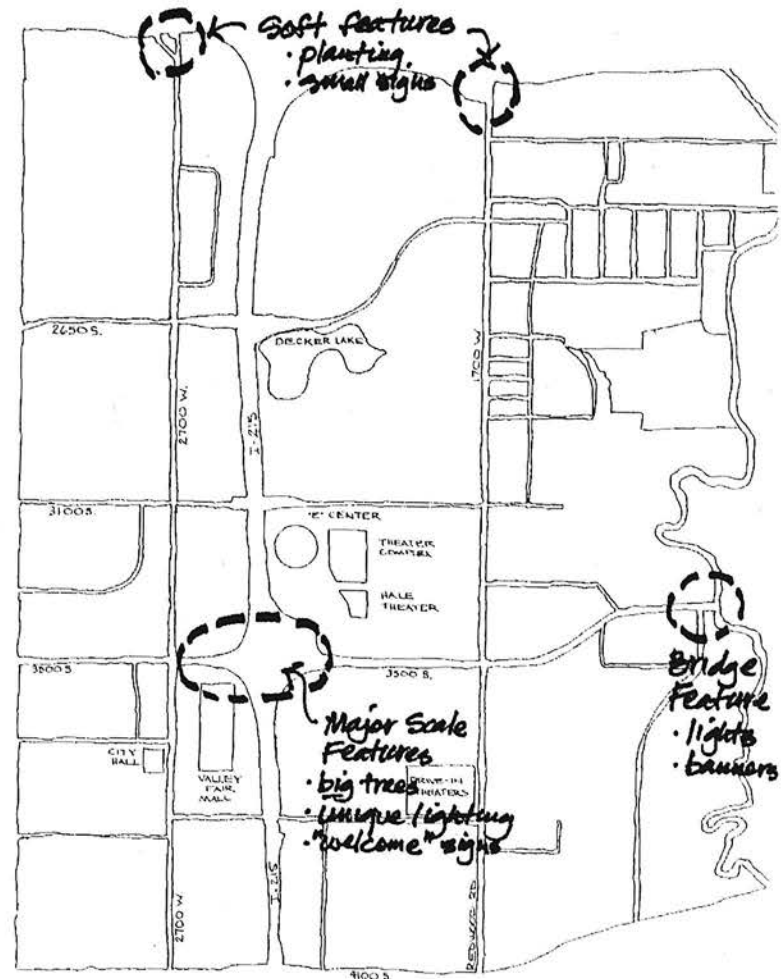 Soft features
· planting
· small signs
2650 S.
DECKER LAKE
1700 W
2700 W.
I-215
3100 S.
'E' CENTER
THEATER
COMPLEX
HALE
THEATER
3500 S.
3500 S.
Bridge
Feature
· lights
· banners
Major Scale
Features
· big trees
· unique lighting
· "welcome" signs
CITY
HALL
VALLEY
FAIR
MALL
DRIVE-IN
THEATERS
2700 W
I-215
REDWOOD RD
4100 S.